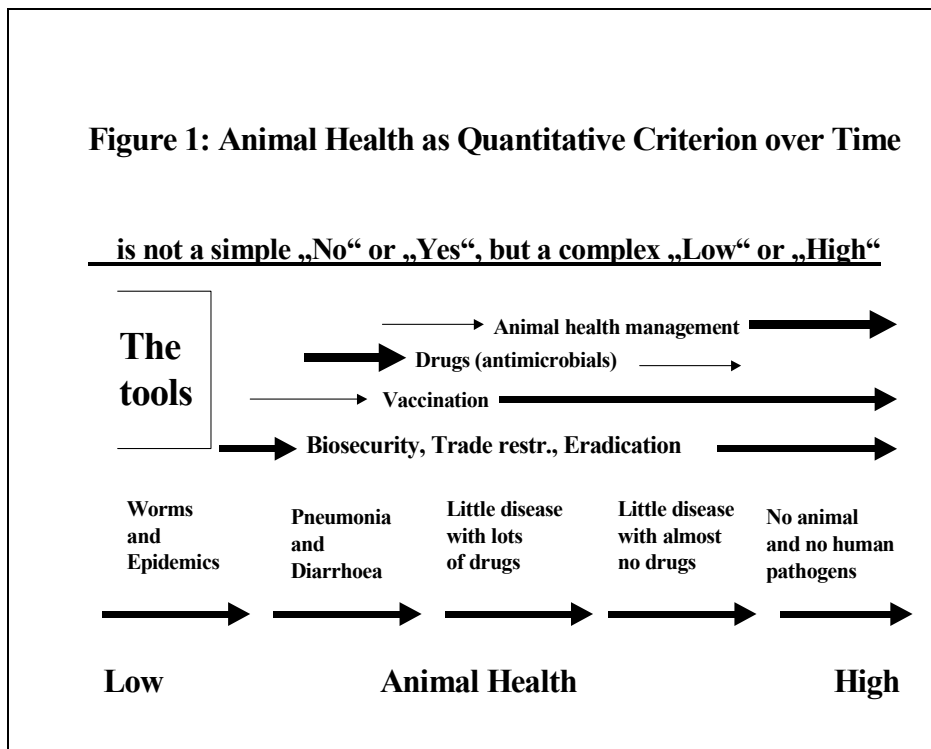 Figure 1: Animal Health as Quantitative Criterion over Time
is not a simple „No“ or „Yes“, but a complex „Low“ or „High“
The
tools
Animal health management
Drugs (antimicrobials)
Vaccination
Biosecurity, Trade restr., Eradication
Worms
and
Epidemics
Pneumonia
and
Diarrhoea
Little disease
with lots
of drugs
Little disease
with almost
no drugs
No animal
and no human
pathogens
Low
Animal Health
High